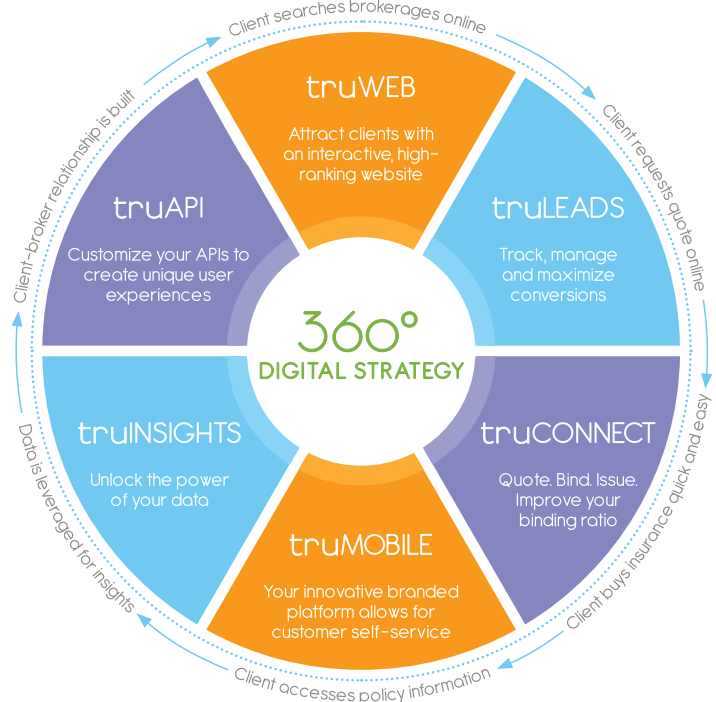 Client searches brokerages online
truWEB
Attract clients with
an interactive, high-
ranking website
Client requests quote online
truLEADS
Track, manage
and maximize
conversions
Client buys insurance quick and easy
truCONNECT
Quote. Bind. Issue.
Improve your
binding ratio
Client accesses policy information
truMOBILE
Your innovative branded
platform allows for
customer self-service
Data is leveraged for insights
truINSIGHTS
Unlock the power
of your data
Client-broker relationship is built
truAPI
Customize your APIs to
create unique user
experiences
360°
DIGITAL STRATEGY